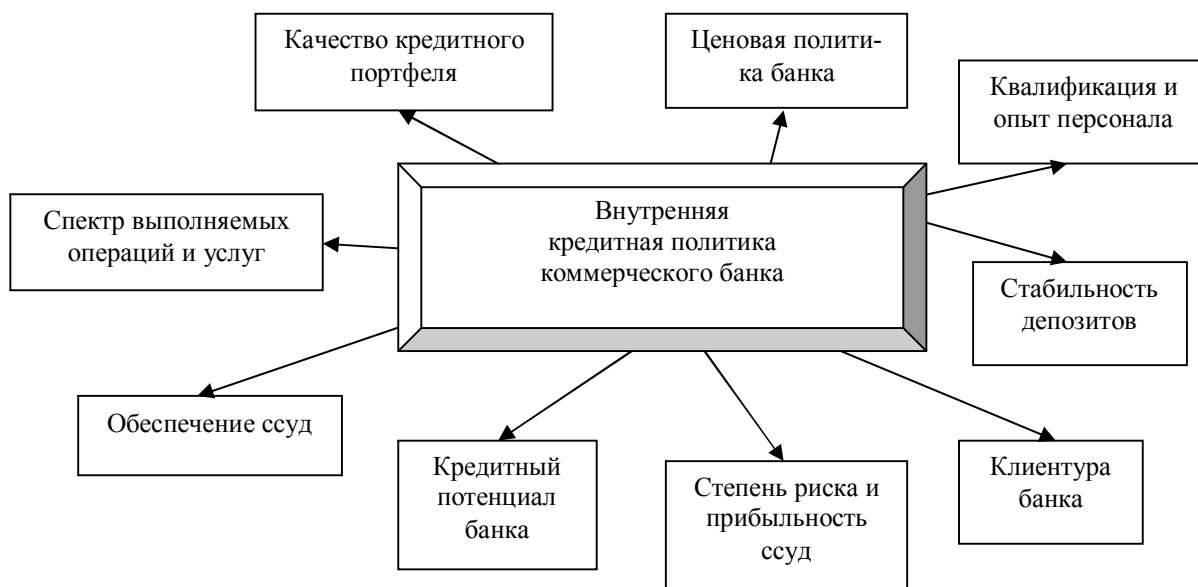 Качество кредитного
портфеля
Ценовая полити-
ка банка
Квалификация и
опыт персонала
Спектр выполняемых
операций и услуг
Внутренняя
кредитная политика
коммерческого банка
Стабильность
депозитов
Обеспечение ссуд
Кредитный
потенциал
банка
Степень риска и
прибыльность
ссуд
Клиентура
банка